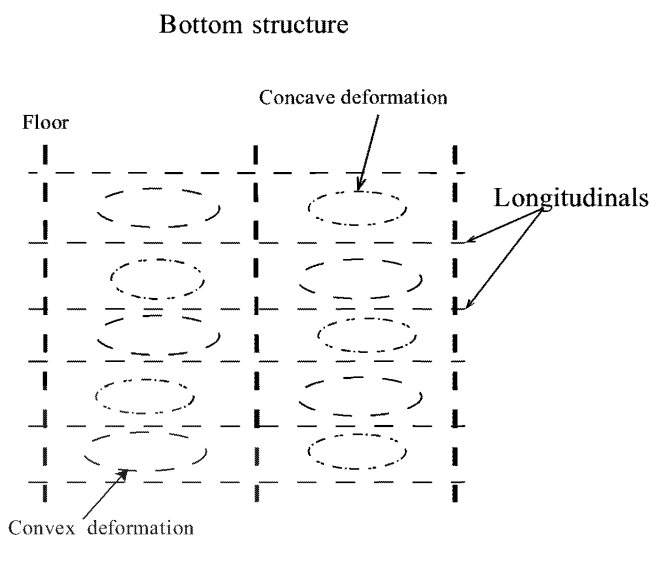 Bottom structure
Concave deformation
Floor
Longitudinals
Convex deformation